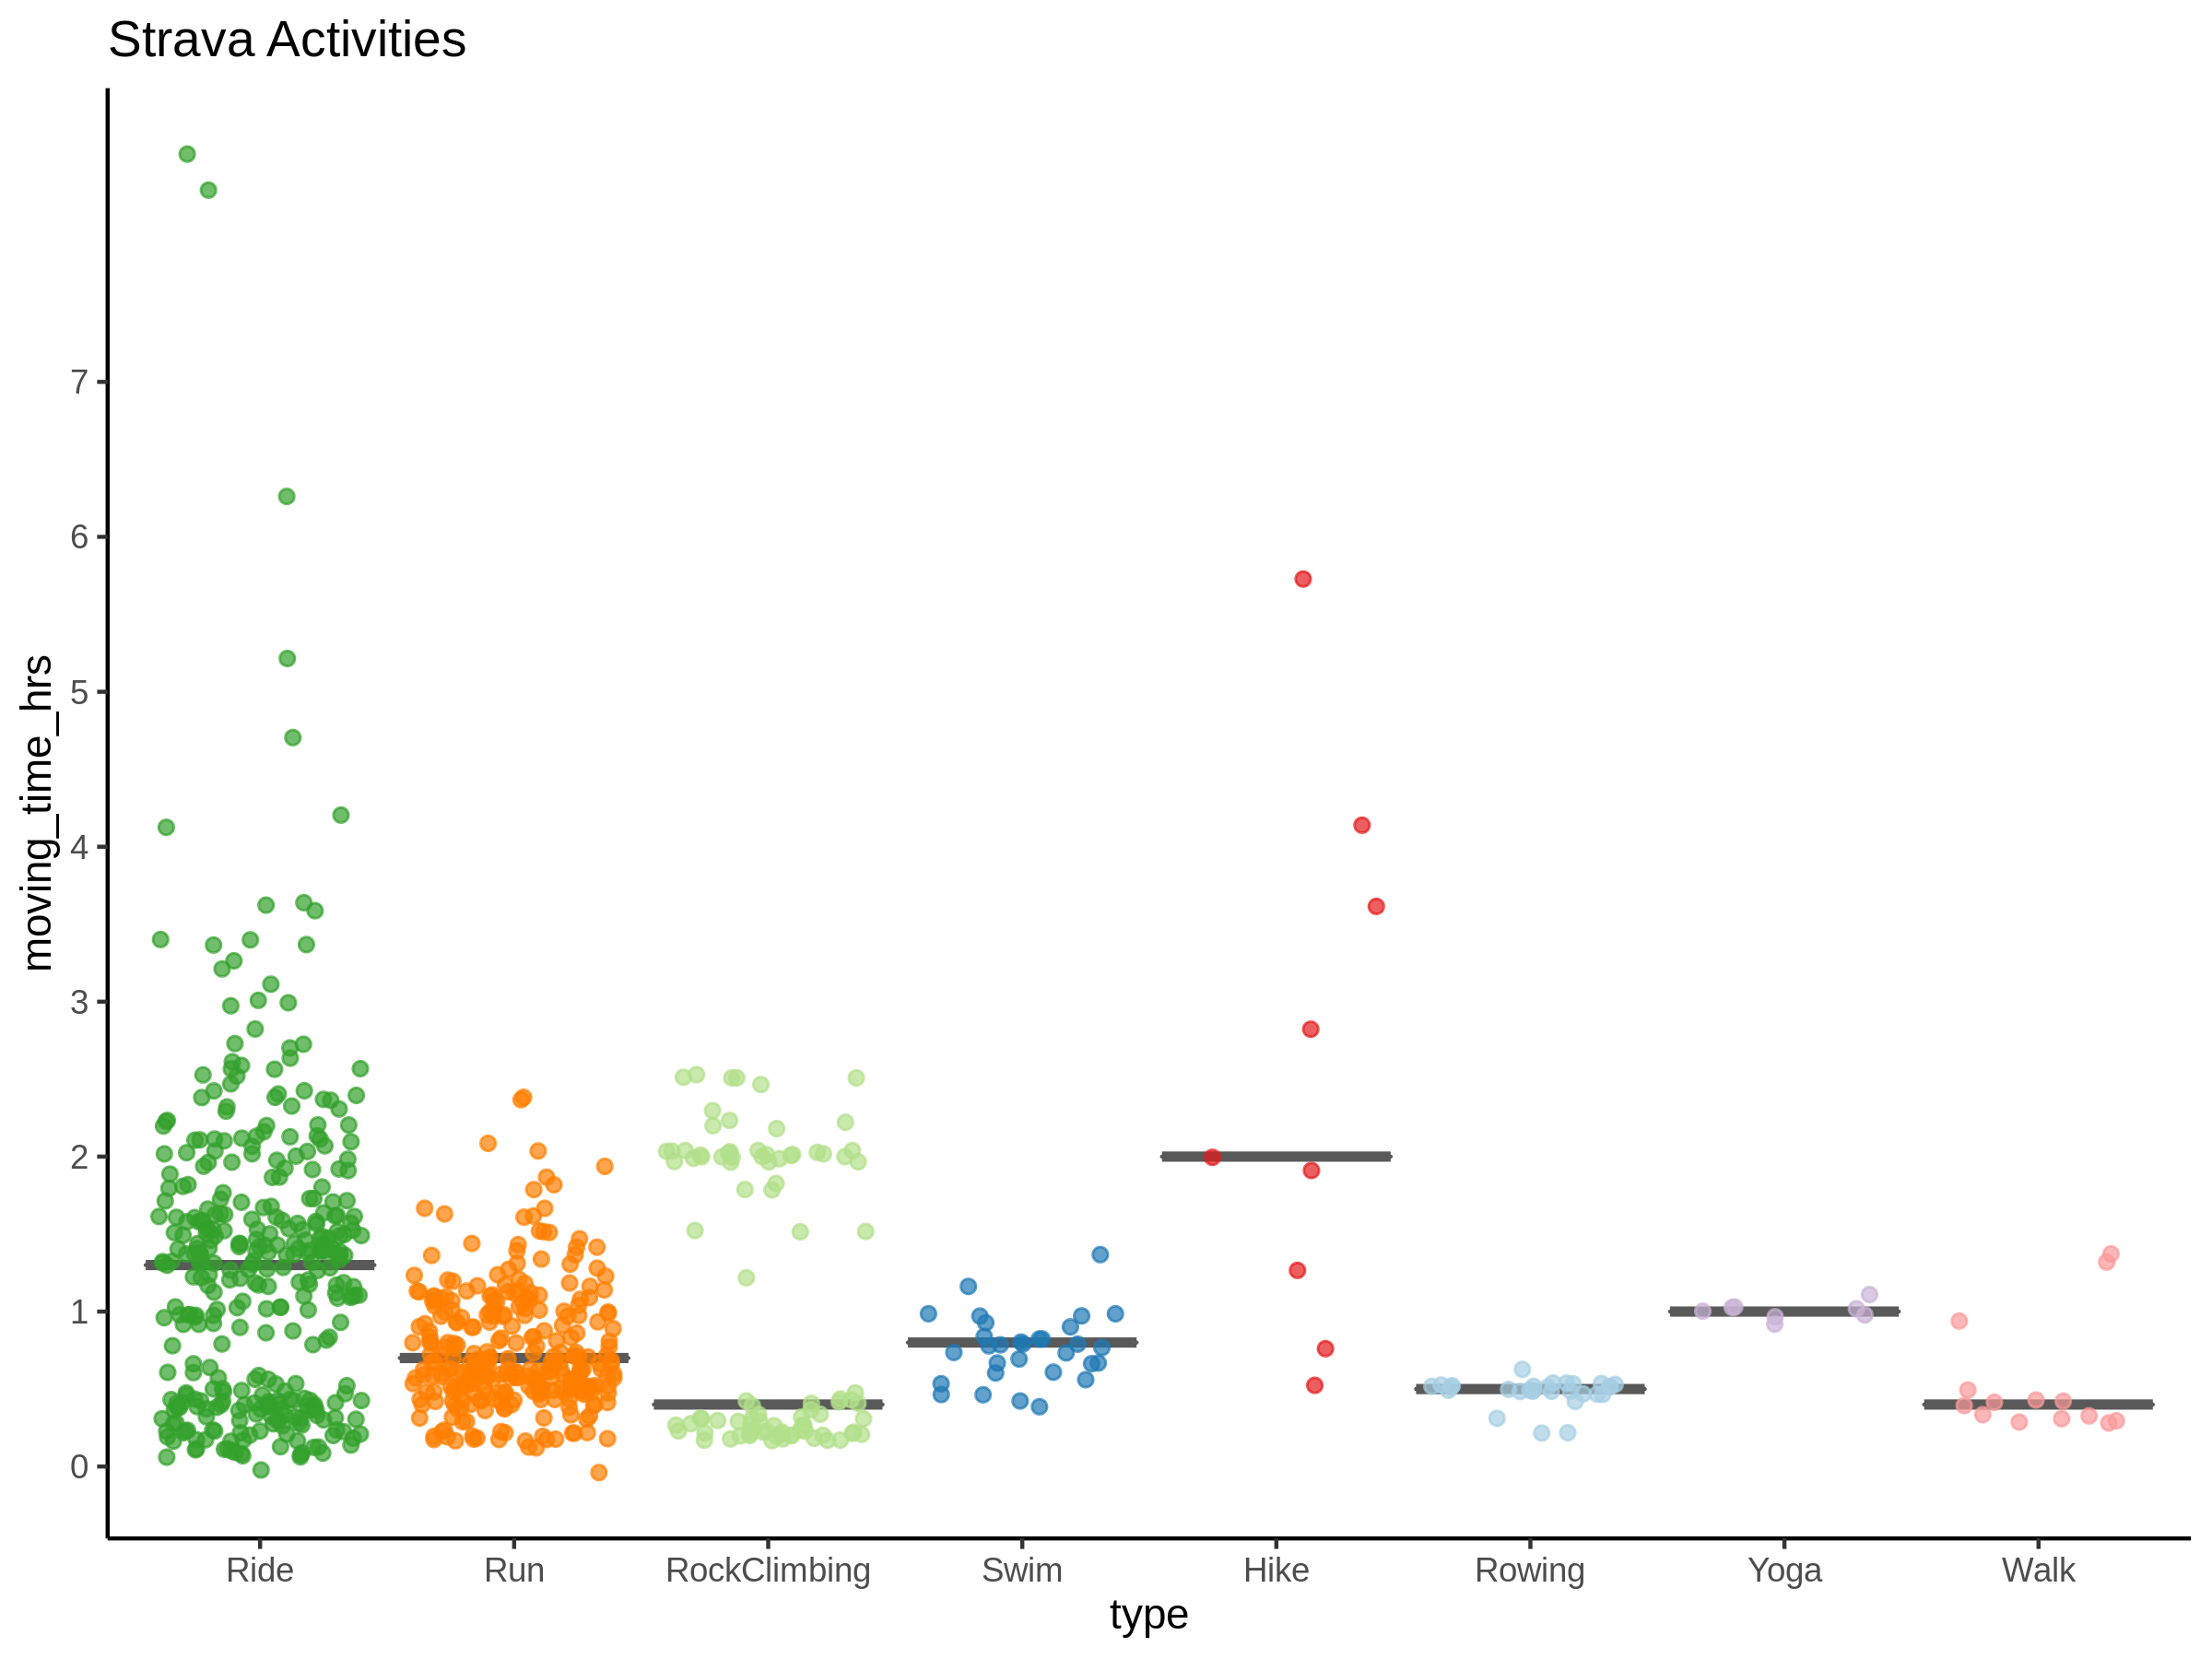 Strava Activities
moving_time_hrs
7
6
5
4
3
2
1
0
Ride Run RockClimbing Swim Hike Rowing Yoga Walk
type